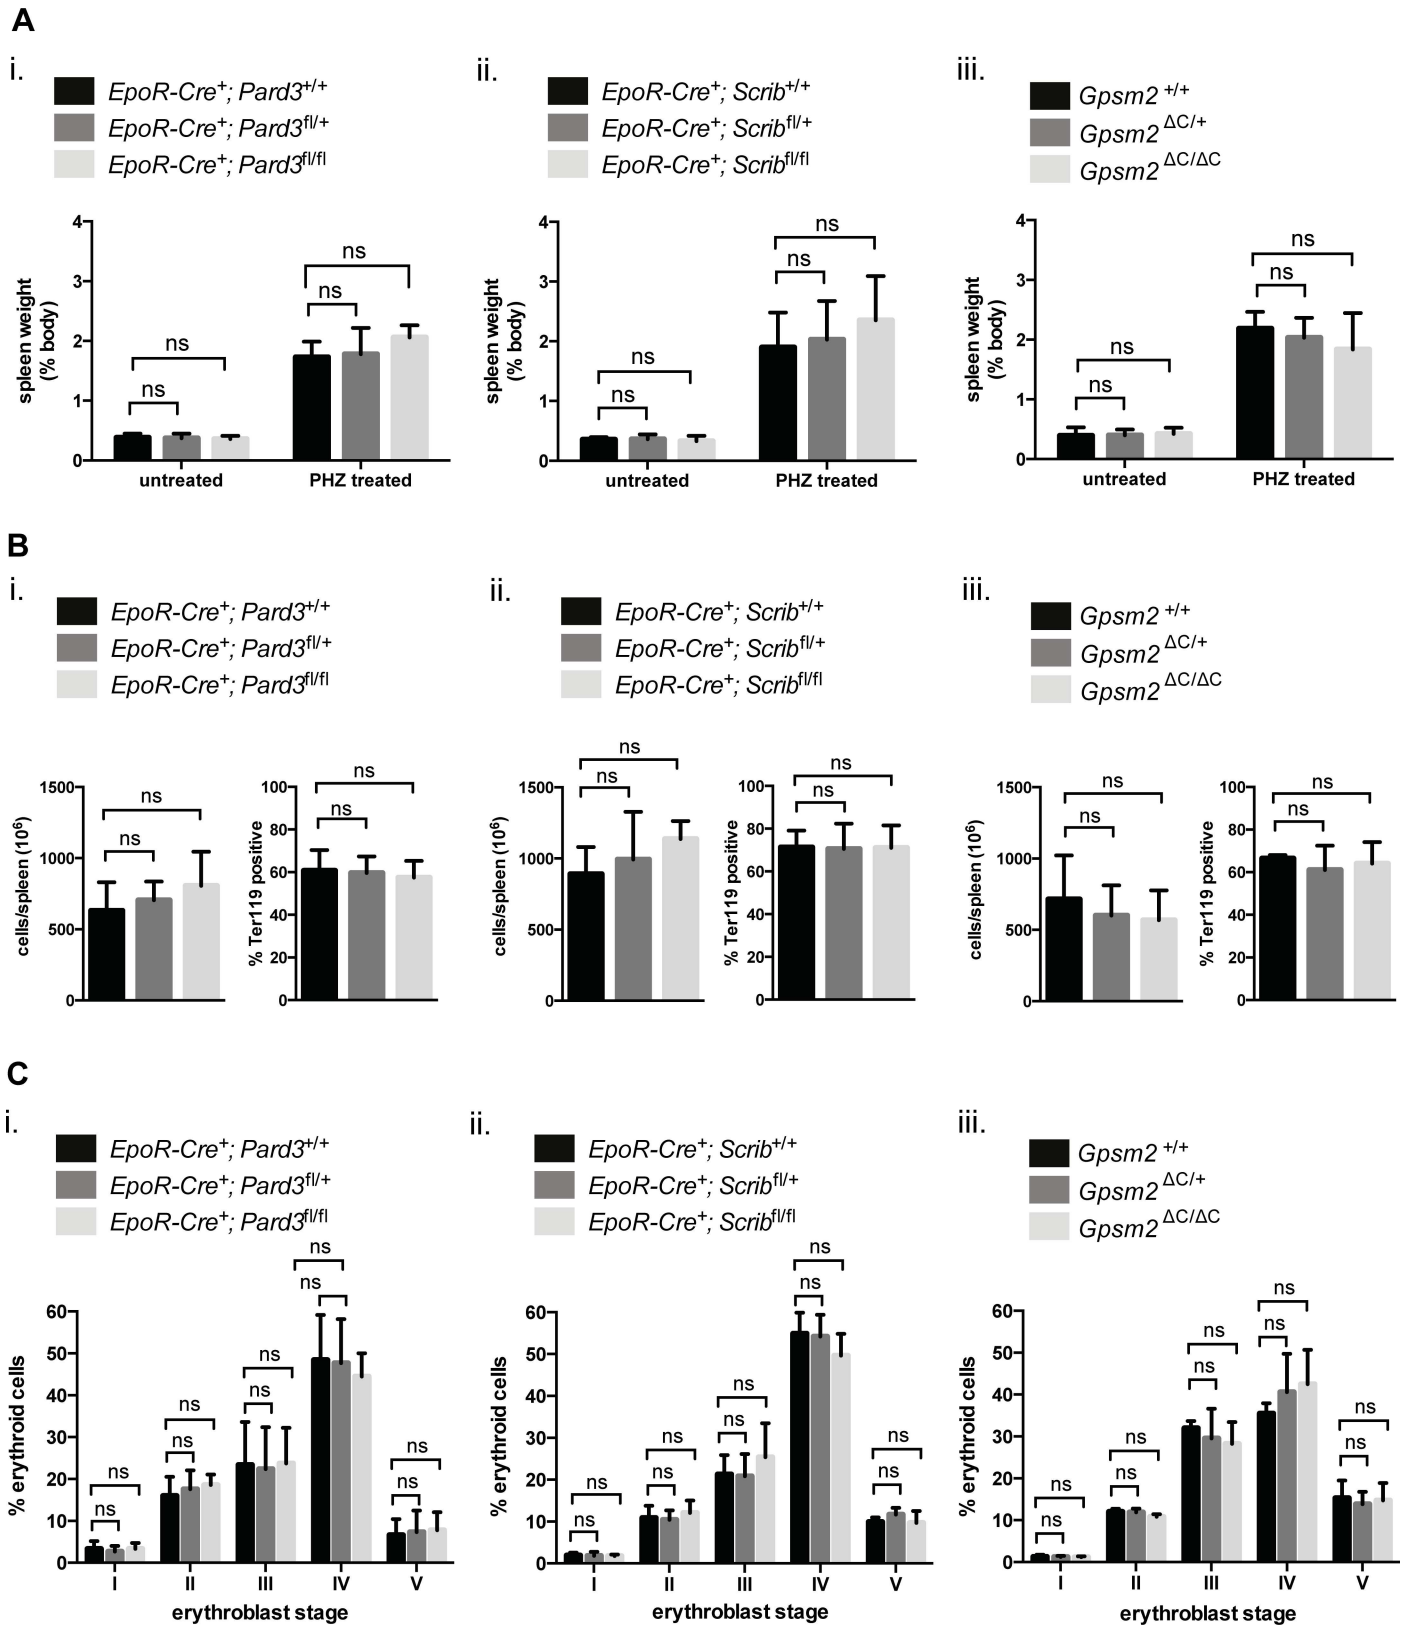 A
i.
EpoR-Cre+; Pard3+/+
EpoR-Cre+; Pard3fl/+
EpoR-Cre+; Pard3fl/fl
spleen weight
(% body)
4
3
2
1
0
ns
ns
ns
ns
untreated
PHZ treated
ii.
EpoR-Cre+; Scrib+/+
EpoR-Cre+; Scribfl/+
EpoR-Cre+; Scribfl/fl
spleen weight
(% body)
4
3
2
1
0
ns
ns
ns
ns
untreated
PHZ treated
iii.
Gpsm2 +/+
Gpsm2 ΔC/+
Gpsm2 ΔC/ΔC
spleen weight
(% body)
4
3
2
1
0
ns
ns
ns
ns
untreated
PHZ treated
B
i.
EpoR-Cre+; Pard3+/+
EpoR-Cre+; Pard3fl/+
EpoR-Cre+; Pard3fl/fl
cells/spleen (10⁶)
1500
1000
500
0
ns
ns
% Ter119 positive
100
80
60
40
20
0
ns
ns
ii.
EpoR-Cre+; Scrib+/+
EpoR-Cre+; Scribfl/+
EpoR-Cre+; Scribfl/fl
cells/spleen (10⁶)
1500
1000
500
0
ns
ns
% Ter119 positive
100
80
60
40
20
0
ns
ns
iii.
Gpsm2 +/+
Gpsm2 ΔC/+
Gpsm2 ΔC/ΔC
cells/spleen (10⁶)
1500
1000
500
0
ns
ns
% Ter119 positive
100
80
60
40
20
0
ns
ns
C
i.
EpoR-Cre+; Pard3+/+
EpoR-Cre+; Pard3fl/+
EpoR-Cre+; Pard3fl/fl
% erythroid cells
60
50
40
30
20
10
0
ns
ns
ns
ns
ns
ns
ns
ns
ns
ns
I II III IV V
erythroblast stage
ii.
EpoR-Cre+; Scrib+/+
EpoR-Cre+; Scribfl/+
EpoR-Cre+; Scribfl/fl
% erythroid cells
60
50
40
30
20
10
0
ns
ns
ns
ns
ns
ns
ns
ns
ns
ns
I II III IV V
erythroblast stage
iii.
Gpsm2 +/+
Gpsm2 ΔC/+
Gpsm2 ΔC/ΔC
% erythroid cells
60
50
40
30
20
10
0
ns
ns
ns
ns
ns
ns
ns
ns
ns
ns
I II III IV V
erythroblast stage